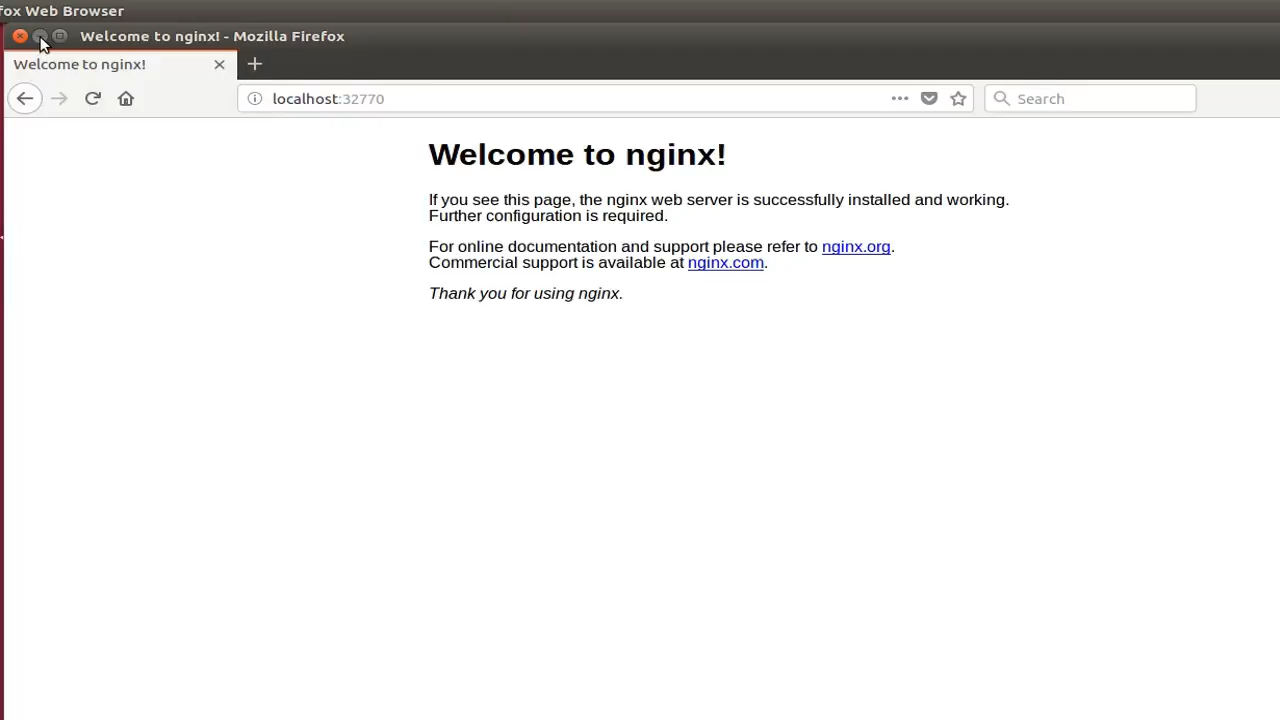 fox Web Browser
Welcome to nginx! - Mozilla Firefox
Welcome to nginx!
localhost:32770
Search
Welcome to nginx!
If you see this page, the nginx web server is successfully installed and working.
Further configuration is required.
For online documentation and support please refer to nginx.org.
Commercial support is available at nginx.com.
Thank you for using nginx.